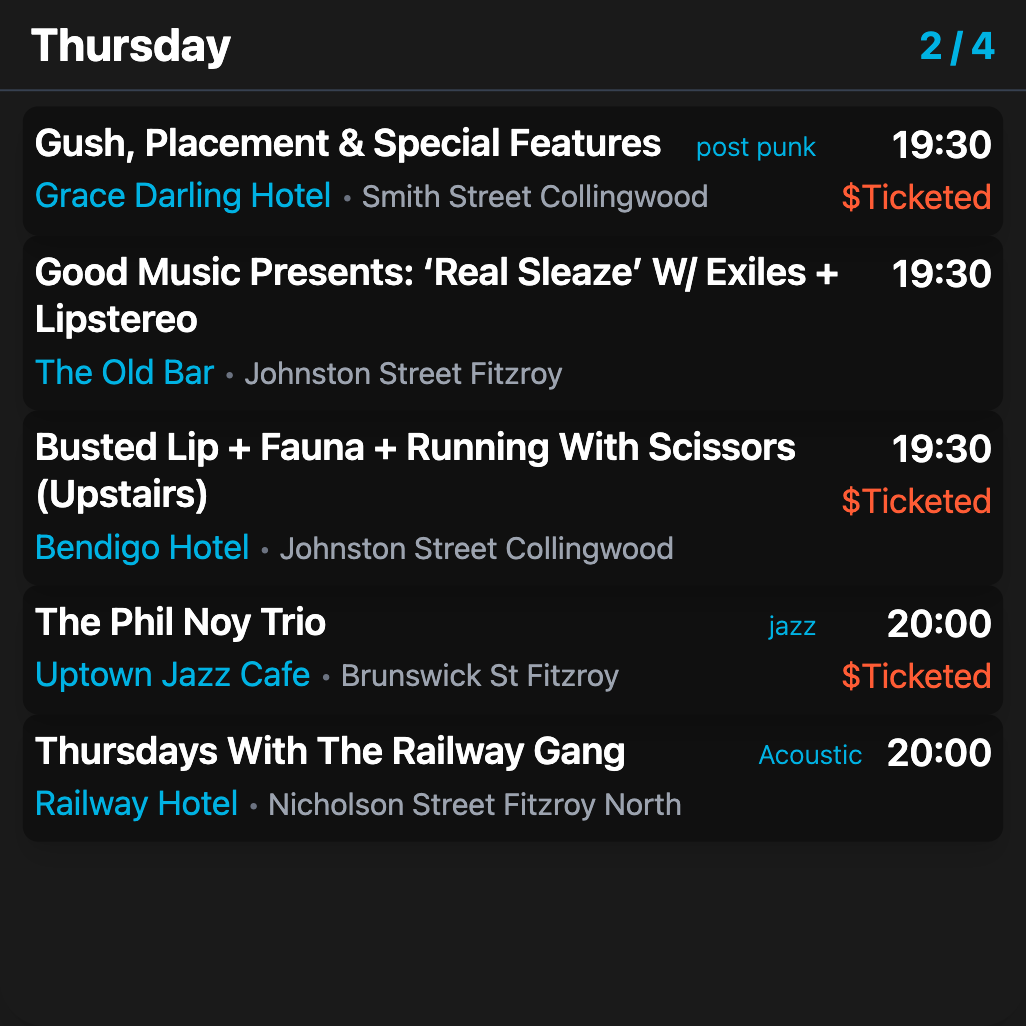 Thursday 2 / 4
Gush, Placement & Special Features post punk 19:30
Grace Darling Hotel • Smith Street Collingwood $Ticketed
Good Music Presents: ‘Real Sleaze’ W/ Exiles + 19:30
Lipstereo
The Old Bar • Johnston Street Fitzroy
Busted Lip + Fauna + Running With Scissors 19:30
(Upstairs) $Ticketed
Bendigo Hotel • Johnston Street Collingwood
The Phil Noy Trio jazz 20:00
Uptown Jazz Cafe • Brunswick St Fitzroy $Ticketed
Thursdays With The Railway Gang Acoustic 20:00
Railway Hotel • Nicholson Street Fitzroy North